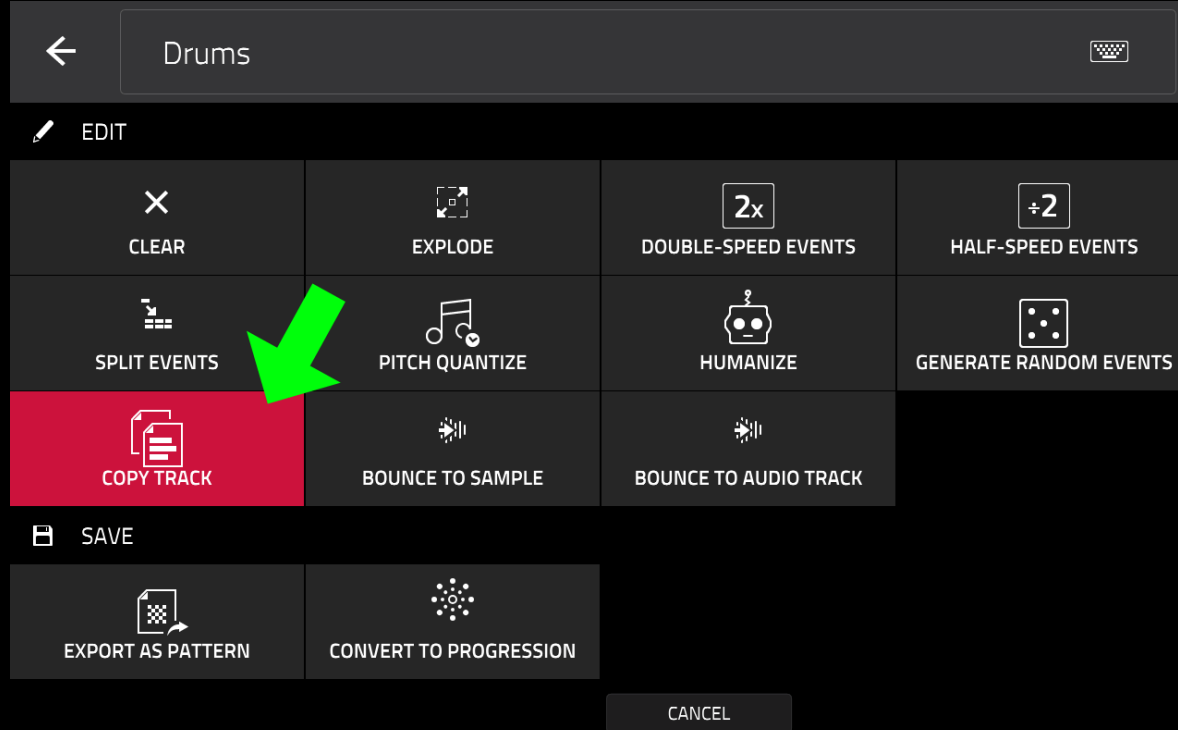 Drums
EDIT
CLEAR
EXPLODE
2x
DOUBLE-SPEED EVENTS
÷2
HALF-SPEED EVENTS
SPLIT EVENTS
PITCH QUANTIZE
HUMANIZE
GENERATE RANDOM EVENTS
COPY TRACK
BOUNCE TO SAMPLE
BOUNCE TO AUDIO TRACK
SAVE
EXPORT AS PATTERN
CONVERT TO PROGRESSION
CANCEL